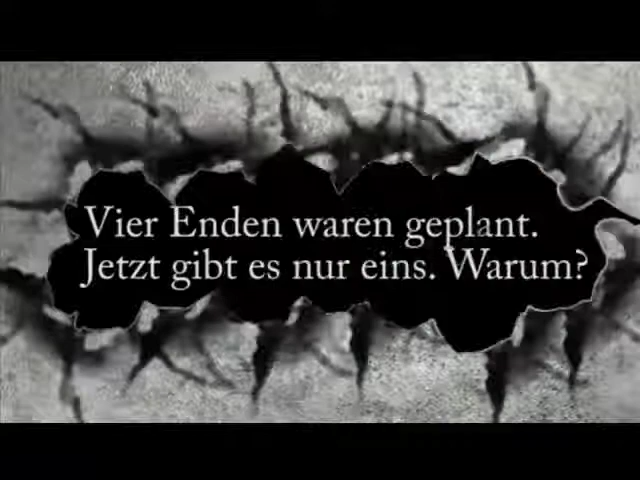 Vier Enden waren geplant.
Jetzt gibt es nur eins. Warum?